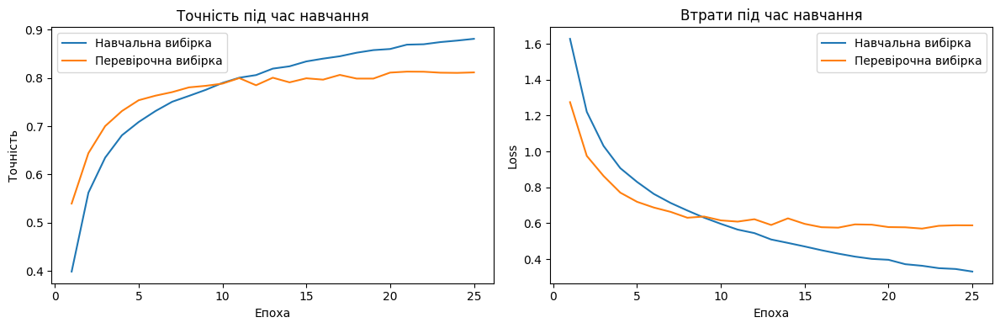 Точність під час навчання
Навчальна вибірка
Перевірочна вибірка
0.9
0.8
0.7
0.6
0.5
0.4
Точність
0 5 10 15 20 25
Епоха
Втрати під час навчання
Навчальна вибірка
Перевірочна вибірка
1.6
1.4
1.2
1.0
0.8
0.6
0.4
Loss
0 5 10 15 20 25
Епоха